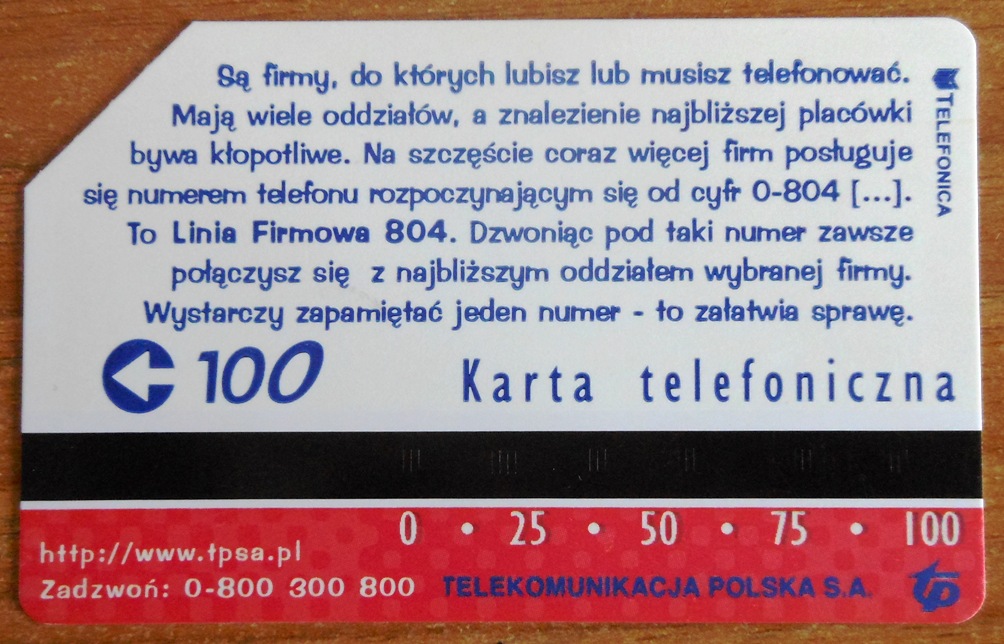 Są firmy, do których lubisz lub musisz telefonować.
Mają wiele oddziałów, a znalezienie najbliższej placówki
bywa kłopotliwe. Na szczęście coraz więcej firm posługuje
się numerem telefonu rozpoczynającym się od cyfr 0-804 [...].
To Linia Firmowa 804. Dzwoniąc pod taki numer zawsze
połączysz się z najbliższym oddziałem wybranej firmy.
Wystarczy zapamiętać jeden numer - to załatwia sprawę.
TELEFONICA
100 Karta telefoniczna
0 • 25 • 50 • 75 • 100
http://www.tpsa.pl
Zadzwoń: 0-800 300 800 TELEKOMUNIKACJA POLSKA S.A. tp